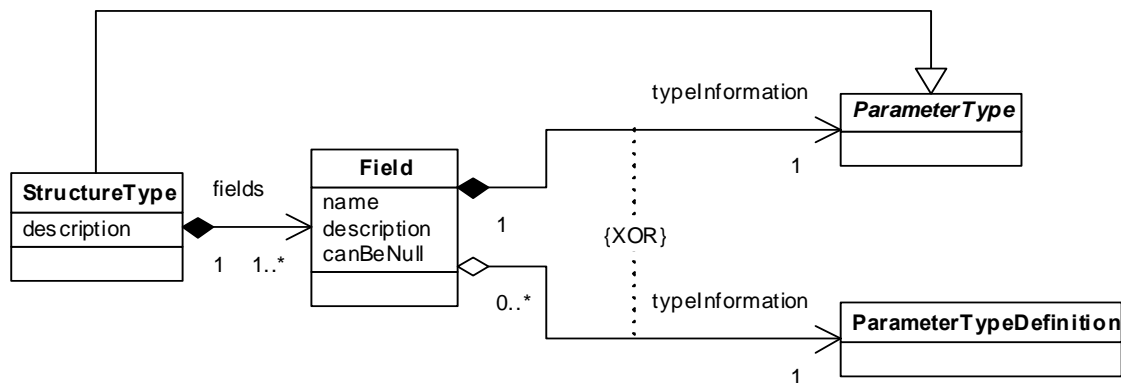 typeInformation
ParameterType
1
StructureType
description
fields
1
1..*
Field
name
description
canBeNull
1
{XOR}
0..*
typeInformation
ParameterTypeDefinition
1